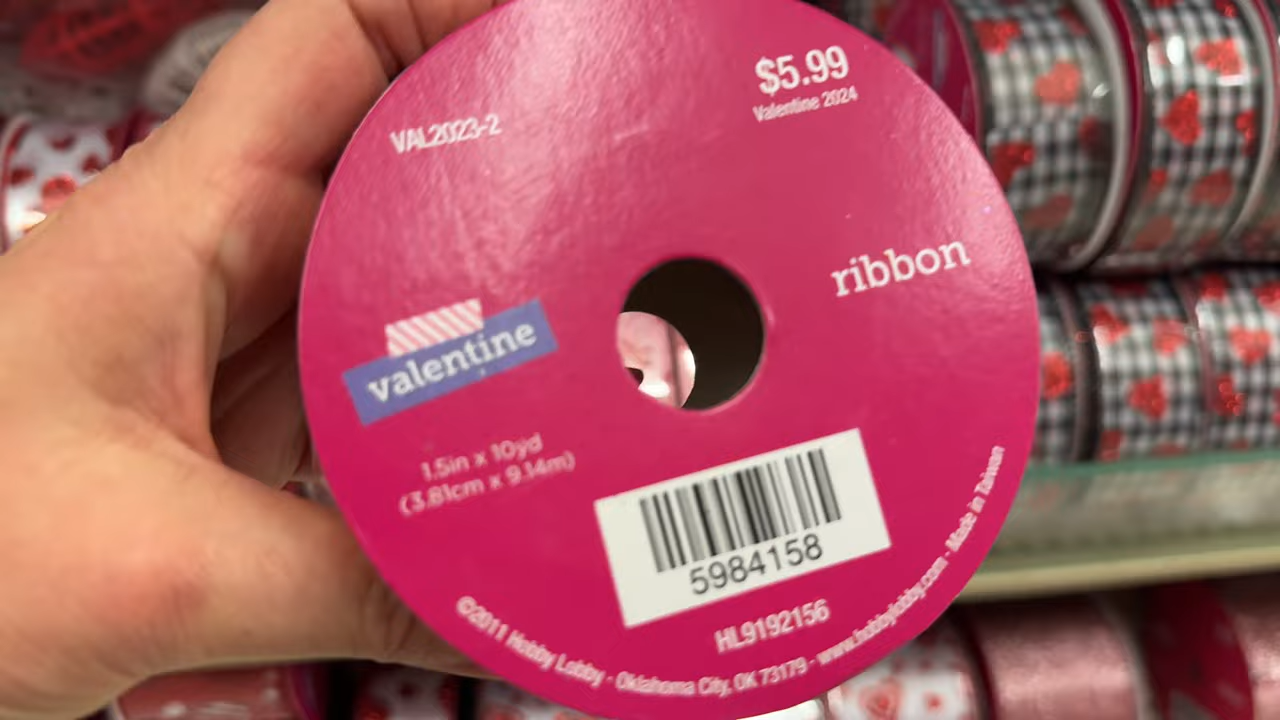 $5.99
Valentine 2024
VAL2023-2
ribbon
valentine
1.5in x 10yd
(3.81cm x 9.14m)
5984158
HL9192156
©2011 Hobby Lobby · Oklahoma City, OK 73179 · www.hobbylobby.com · Made in Taiwan